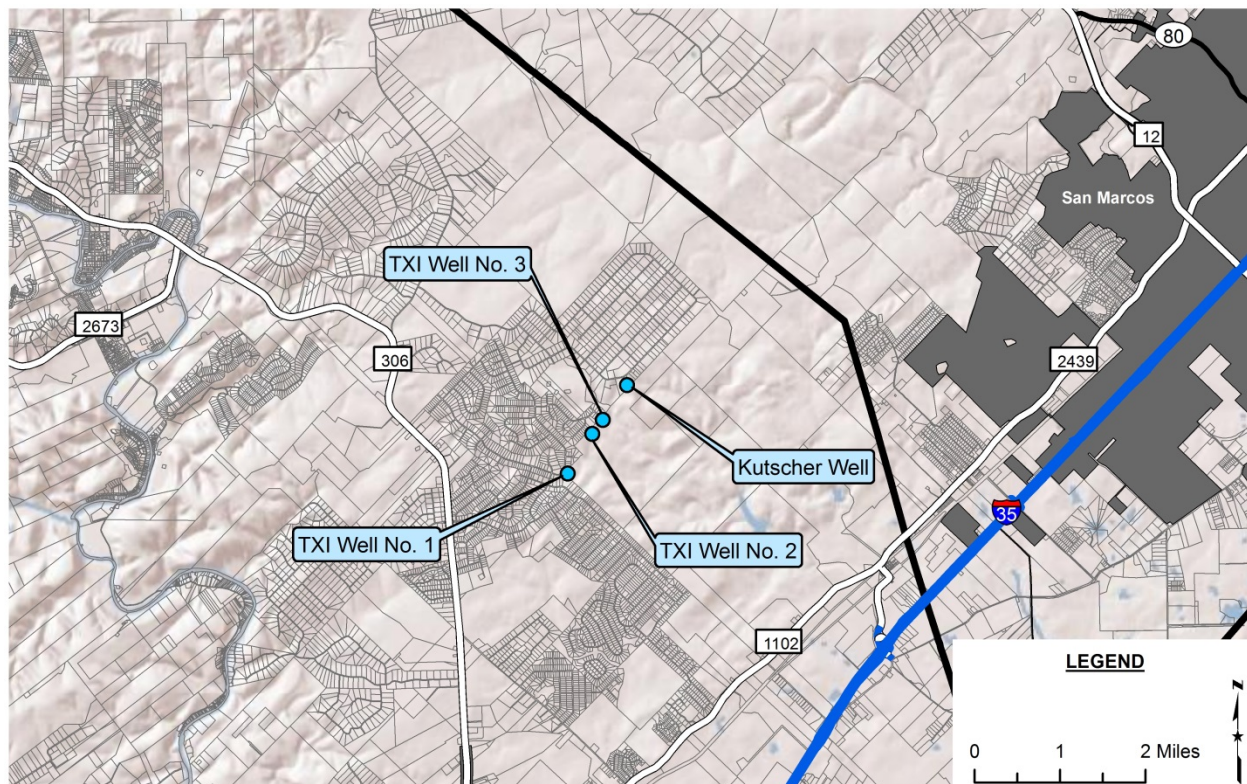 80
12
San Marcos
TXI Well No. 3
2673
306
2439
Kutscher Well
35
TXI Well No. 1
TXI Well No. 2
1102
LEGEND
N
0 1 2 Miles